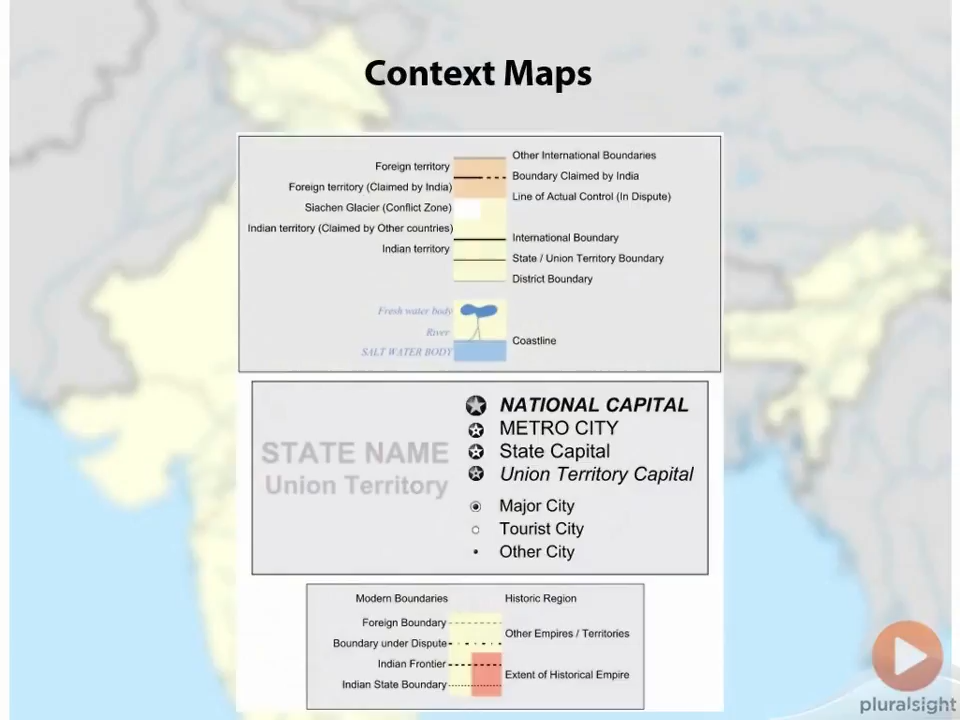 Context Maps
Other International Boundaries
Foreign territory
Boundary Claimed by India
Foreign territory (Claimed by India)
Line of Actual Control (In Dispute)
Siachen Glacier (Conflict Zone)
Indian territory (Claimed by Other countries)
International Boundary
Indian territory
State / Union Territory Boundary
District Boundary
Fresh water body
River
Coastline
SALT WATER BODY
NATIONAL CAPITAL
METRO CITY
STATE NAME
State Capital
Union Territory
Union Territory Capital
Major City
Tourist City
Other City
Modern Boundaries
Historic Region
Foreign Boundary
Other Empires / Territories
Boundary under Dispute
Indian Frontier
Extent of Historical Empire
Indian State Boundary
pluralsight